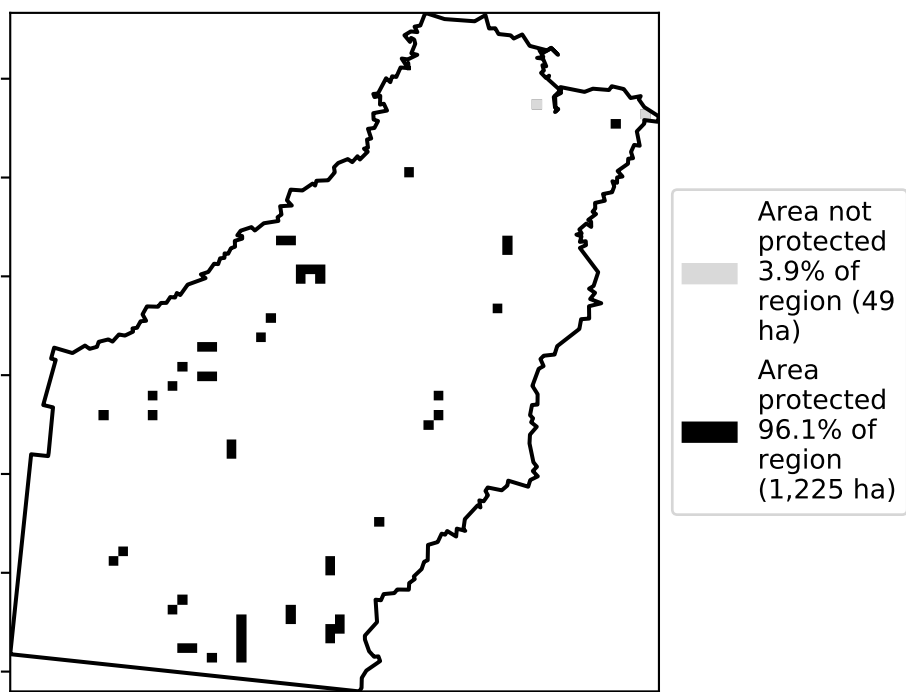 Area not
protected
3.9% of
region (49
ha)
Area
protected
96.1% of
region
(1,225 ha)